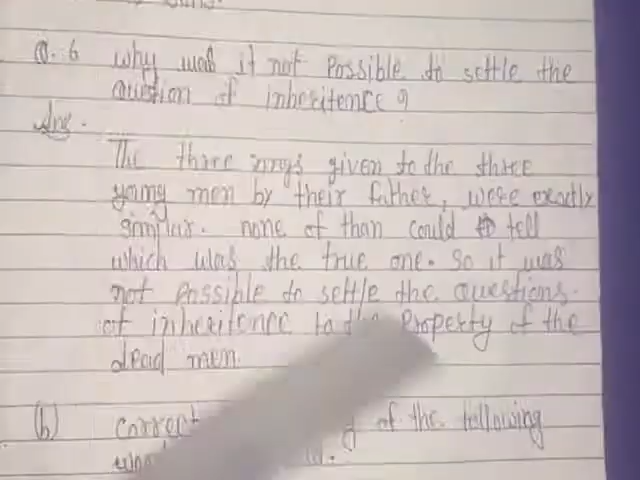 Q. 6 why was it not possible to settle the
question of inheritence ?
Ans.
The three rings given to the three
young men by their father, were exactly
similar. none of than could tell
which was the true one. so it was
not possible to settle the questions.
of inheritence to the property of the
dead men.
(b) correct of the following